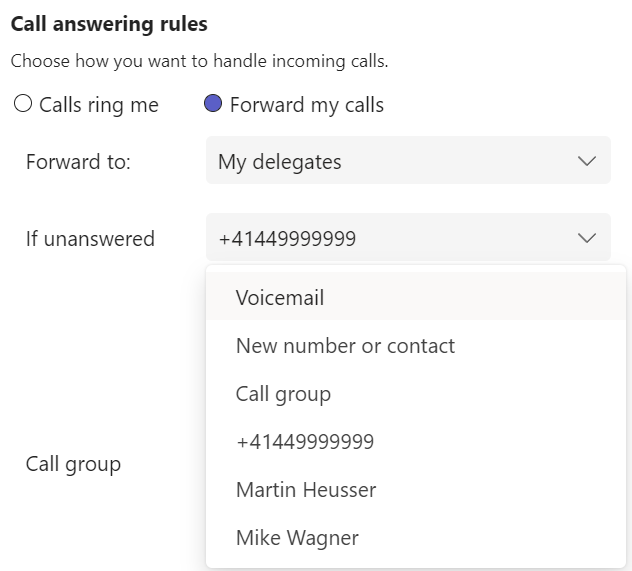 Call answering rules
Choose how you want to handle incoming calls.
Calls ring me Forward my calls
Forward to: My delegates
If unanswered +41449999999
Voicemail
New number or contact
Call group
+41449999999
Call group
Martin Heusser
Mike Wagner